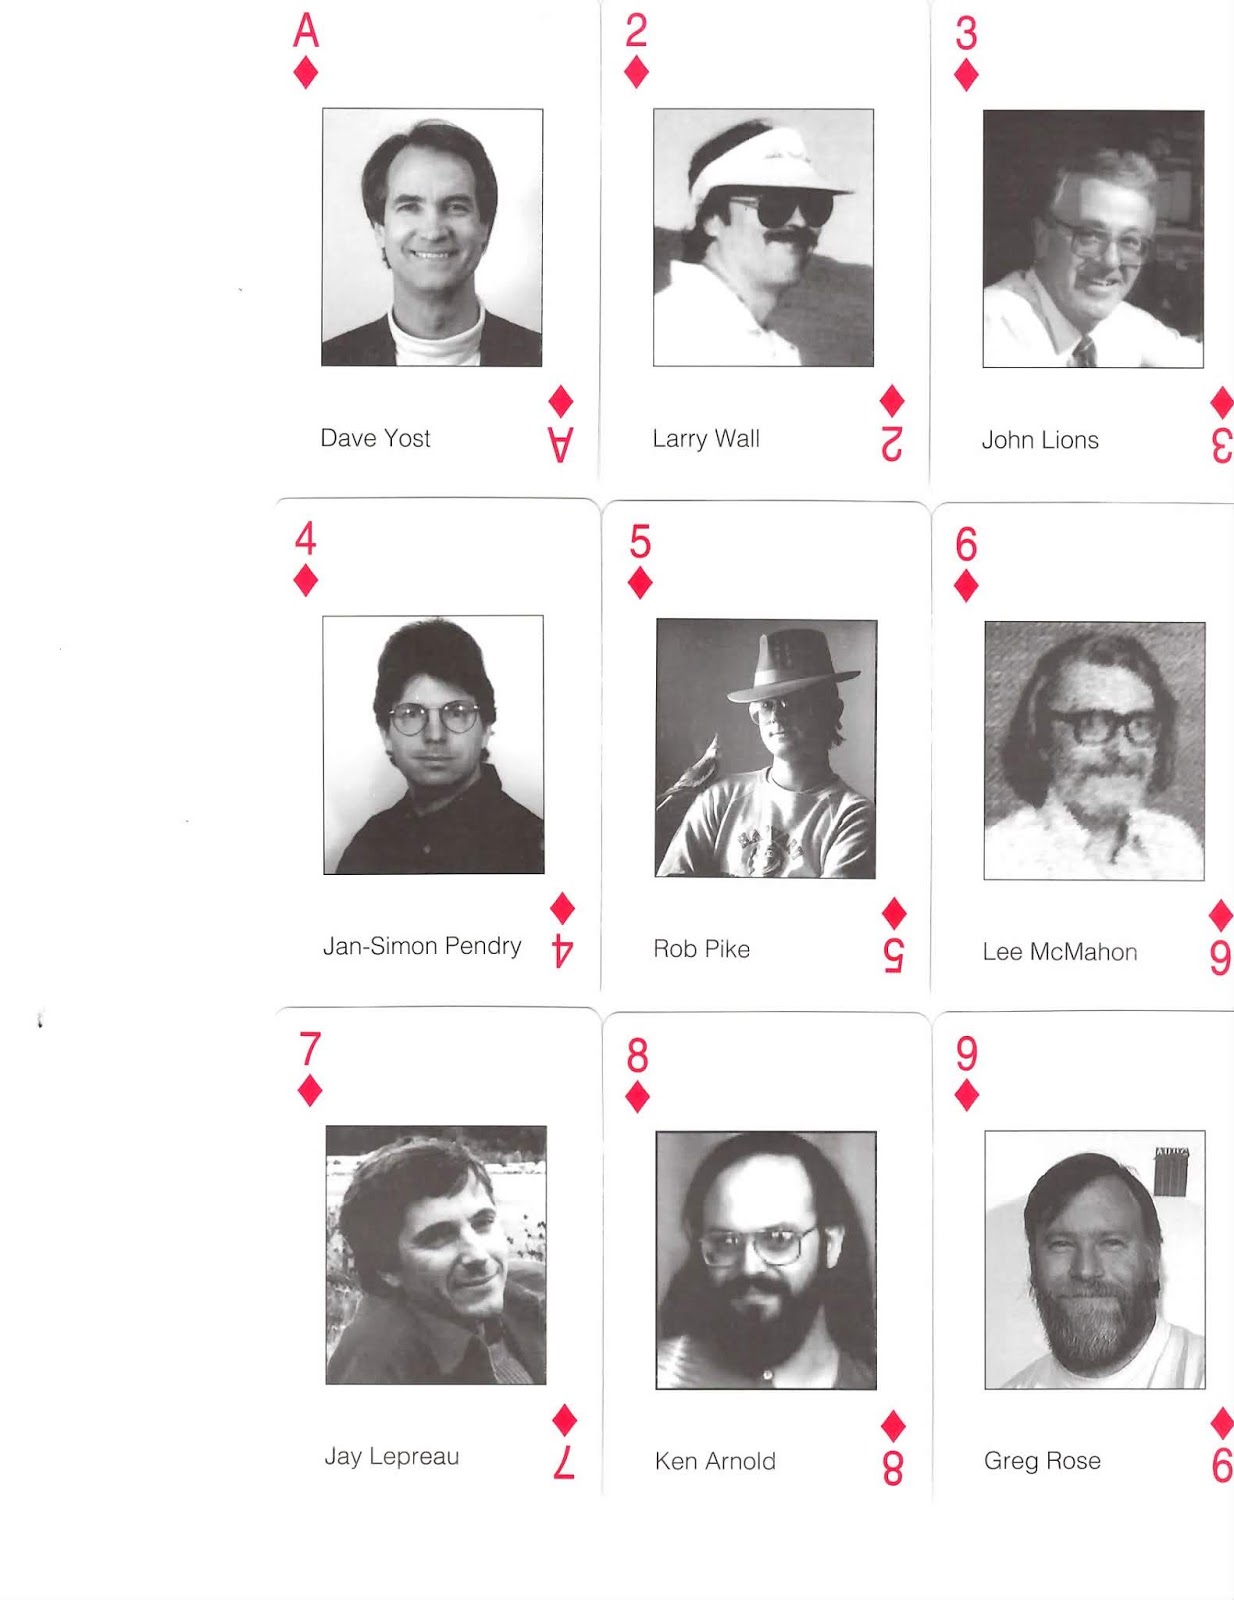 A
2
3
Dave Yost
A
Larry Wall
2
John Lions
3
4
5
6
Jan-Simon Pendry
4
Rob Pike
5
Lee McMahon
6
7
8
9
Jay Lepreau
7
Ken Arnold
8
Greg Rose
9